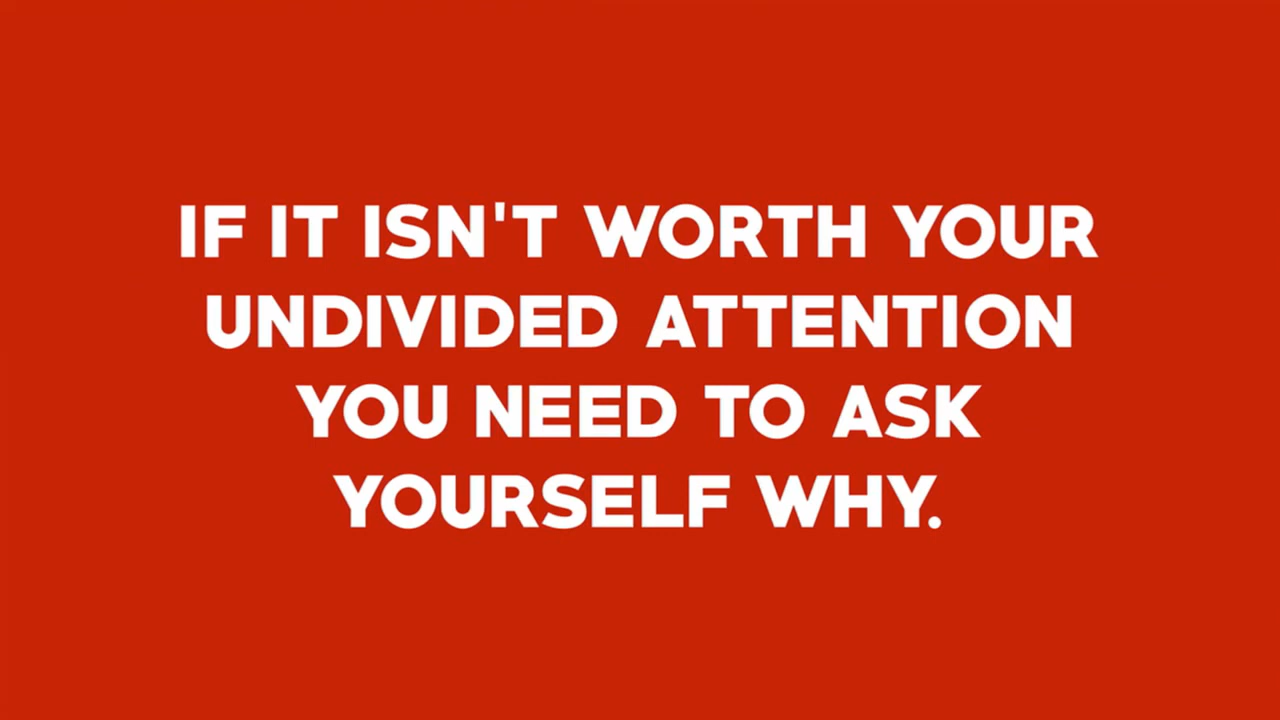 IF IT ISN'T WORTH YOUR
UNDIVIDED ATTENTION
YOU NEED TO ASK
YOURSELF WHY.